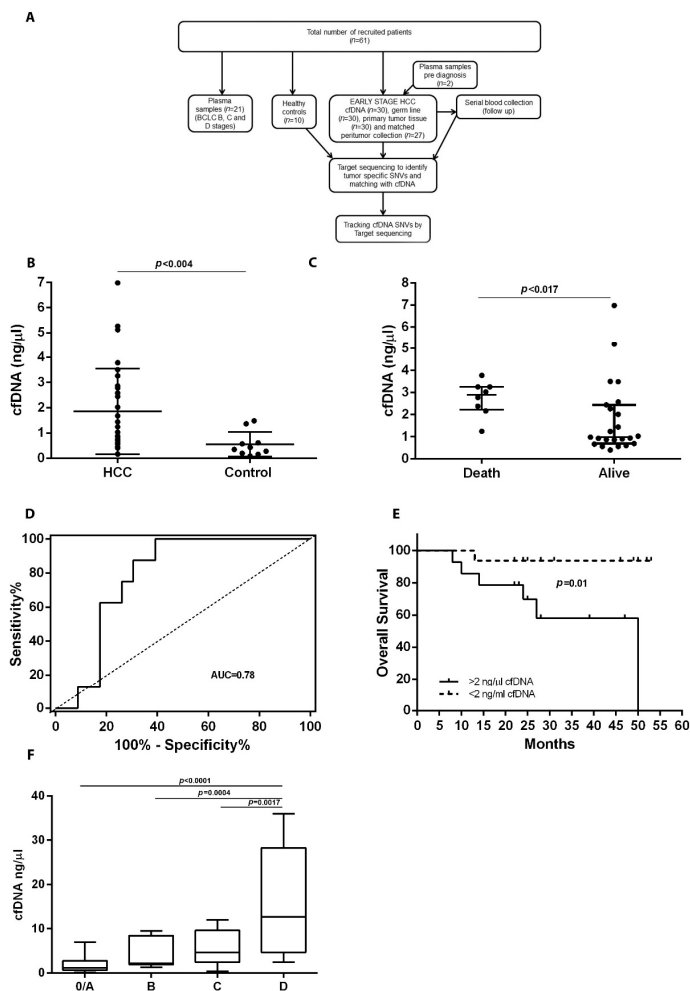 A
Total number of recruited patients
(n=61)
Plasma samples
pre diagnosis
(n=2)
Plasma
samples (n=21)
(BCLC B, C and
D stages)
Healthy
controls
(n=10)
EARLY STAGE HCC
cfDNA (n=30), germ line
(n=30), primary tumor tissue
(n=30) and matched
peritumor collection (n=27)
Serial blood collection
(follow up)
Target sequencing to identify
tumor specific SNVs and
matching with cfDNA
Tracking cfDNA SNVs by
Target sequencing
B
p<0.004
cfDNA (ng/µl)
7
6
5
4
3
2
1
0
HCC
Control
C
p<0.017
cfDNA (ng/µl)
8
7
6
5
4
3
2
1
0
Death
Alive
D
Sensitivity%
100
80
60
40
20
0
AUC=0.78
0 20 40 60 80 100
100% - Specificity%
E
Overall Survival
100
80
60
40
20
0
p=0.01
>2 ng/µl cfDNA
<2 ng/ml cfDNA
0 5 10 15 20 25 30 35 40 45 50 55 60
Months
F
p<0.0001
p=0.0004
p=0.0017
cfDNA ng/µl
40
30
20
10
0
0/A B C D